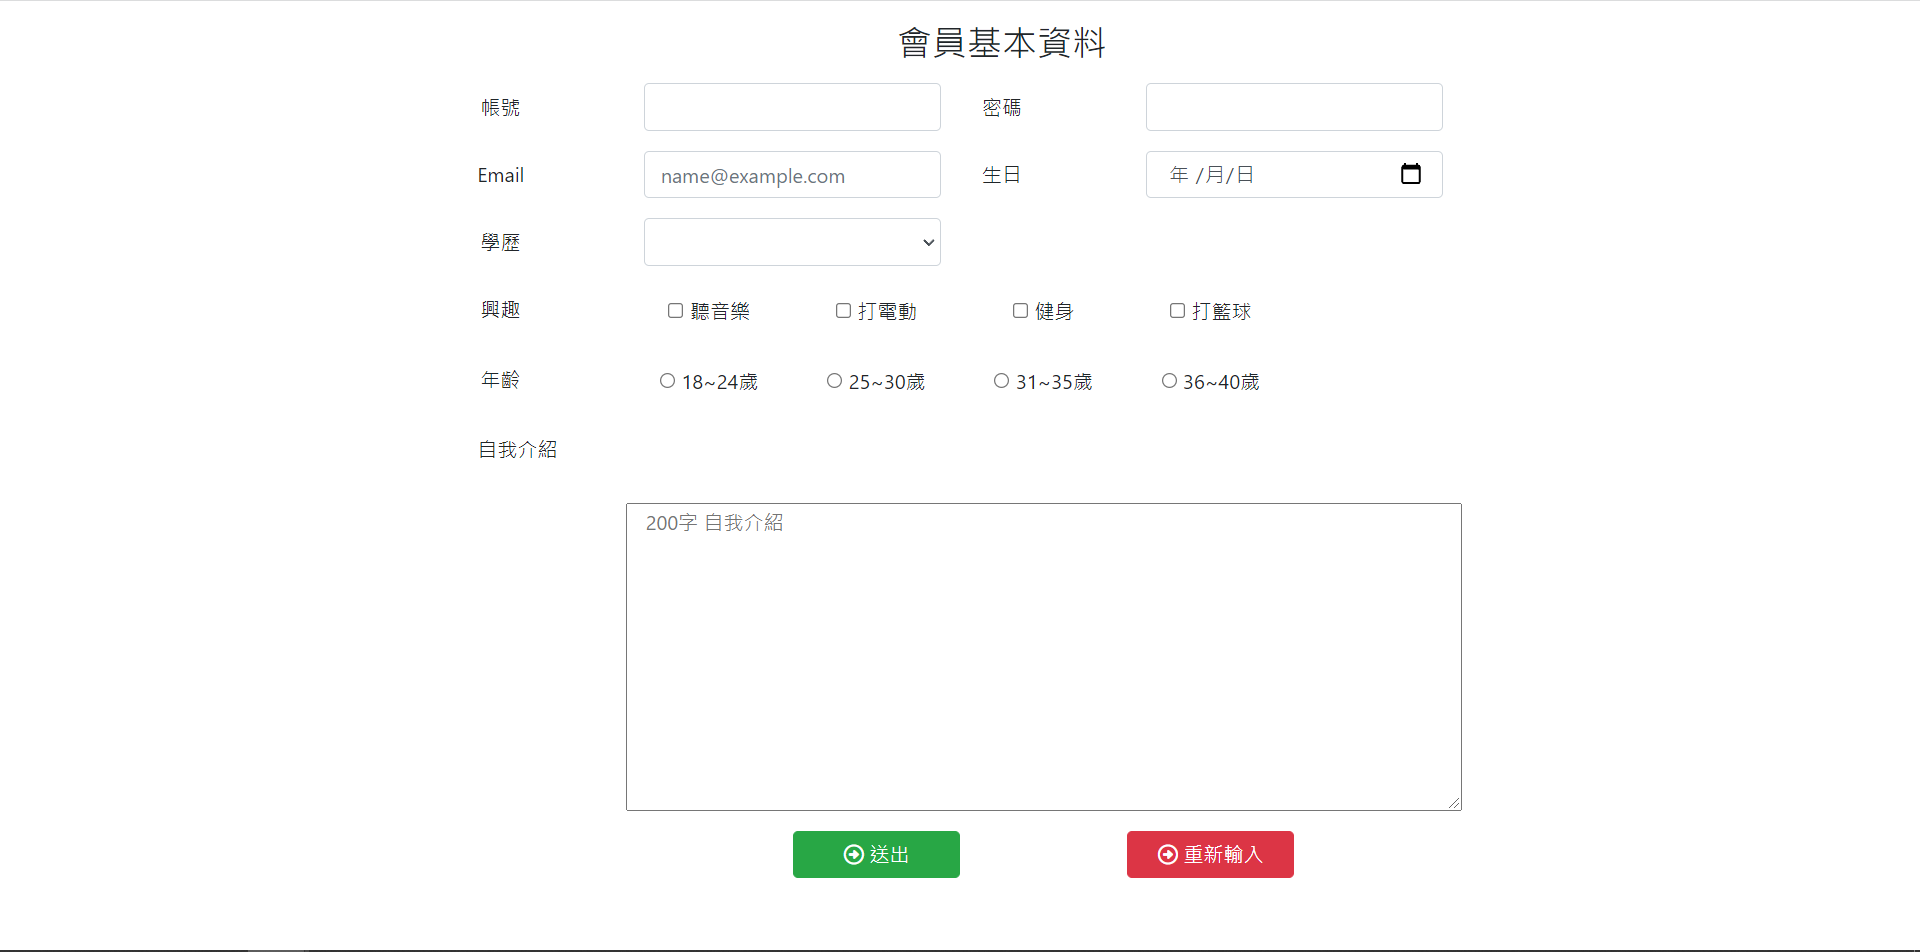 會員基本資料
帳號 密碼
Email name@example.com 生日 年 /月/日
學歷
興趣 聽音樂 打電動 健身 打籃球
年齡 18~24歲 25~30歲 31~35歲 36~40歲
自我介紹
200字 自我介紹
送出 重新輸入